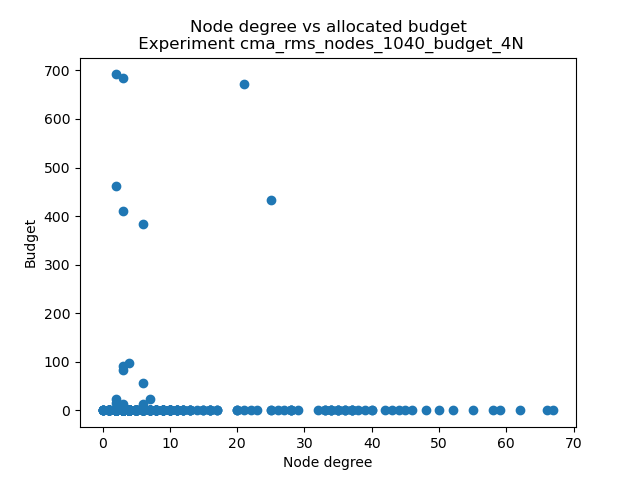 Node degree vs allocated budget
Experiment cma_rms_nodes_1040_budget_4N
700
600
500
400
300
200
100
0
Budget
0 10 20 30 40 50 60 70
Node degree